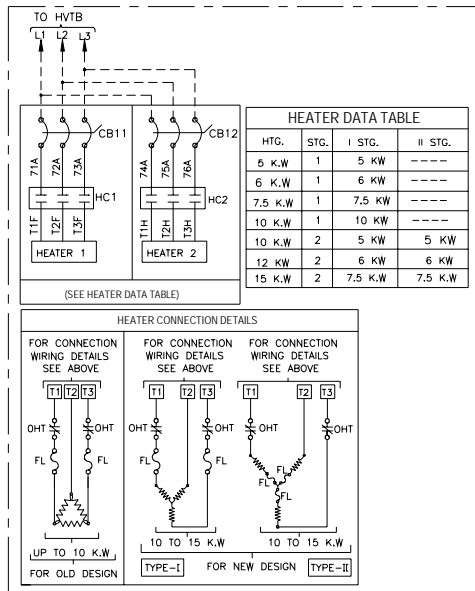 TO HVTB
L1 L2 L3
CB11 CB12
71A 72A 73A 74A 75A 76A
HC1 HC2
T1F T2F T3F T1H T2H T3H
HEATER 1 HEATER 2
(SEE HEATER DATA TABLE)
HEATER DATA TABLE
HTG. STG. I STG. II STG.
5 K.W 1 5 KW ----
6 K.W 1 6 KW ----
7.5 K.W 1 7.5 KW ----
10 K.W 1 10 KW ----
10 K.W 2 5 KW 5 KW
12 KW 2 6 KW 6 KW
15 K.W 2 7.5 K.W 7.5 K.W
HEATER CONNECTION DETAILS
FOR CONNECTION
WIRING DETAILS
SEE ABOVE
T1 T2 T3
OHT OHT
FL FL
UP TO 10 K.W
FOR OLD DESIGN
FOR CONNECTION
WIRING DETAILS
SEE ABOVE
T1 T2 T3
OHT OHT
FL FL
10 TO 15 K.W
TYPE-I
FOR CONNECTION
WIRING DETAILS
SEE ABOVE
T1 T2 T3
OHT OHT
FL FL
FL
10 TO 15 K.W
FOR NEW DESIGN
TYPE-II